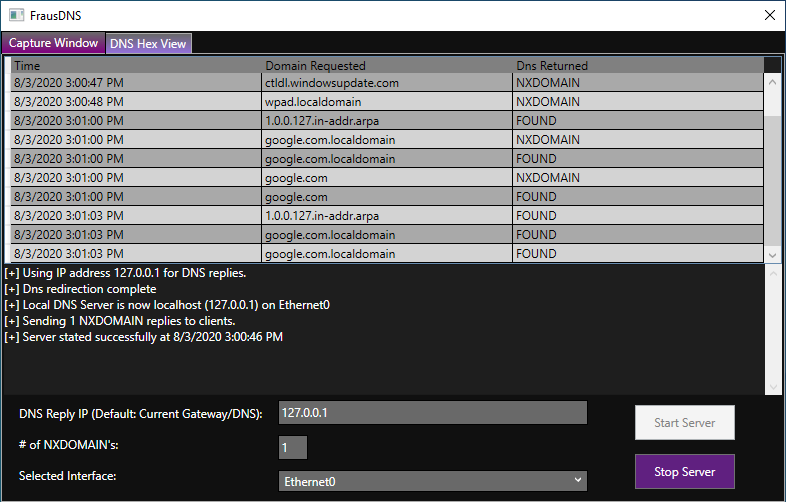 FrausDNS
Capture Window DNS Hex View
Time Domain Requested Dns Returned
8/3/2020 3:00:47 PM ctldl.windowsupdate.com NXDOMAIN
8/3/2020 3:00:48 PM wpad.localdomain NXDOMAIN
8/3/2020 3:01:00 PM 1.0.0.127.in-addr.arpa FOUND
8/3/2020 3:01:00 PM google.com.localdomain NXDOMAIN
8/3/2020 3:01:00 PM google.com.localdomain FOUND
8/3/2020 3:01:00 PM google.com NXDOMAIN
8/3/2020 3:01:00 PM google.com FOUND
8/3/2020 3:01:03 PM 1.0.0.127.in-addr.arpa FOUND
8/3/2020 3:01:03 PM google.com.localdomain FOUND
8/3/2020 3:01:03 PM google.com.localdomain FOUND
[+] Using IP address 127.0.0.1 for DNS replies.
[+] Dns redirection complete
[+] Local DNS Server is now localhost (127.0.0.1) on Ethernet0
[+] Sending 1 NXDOMAIN replies to clients.
[+] Server stated successfully at 8/3/2020 3:00:46 PM
DNS Reply IP (Default: Current Gateway/DNS): 127.0.0.1
Start Server
# of NXDOMAIN's: 1
Selected Interface: Ethernet0
Stop Server